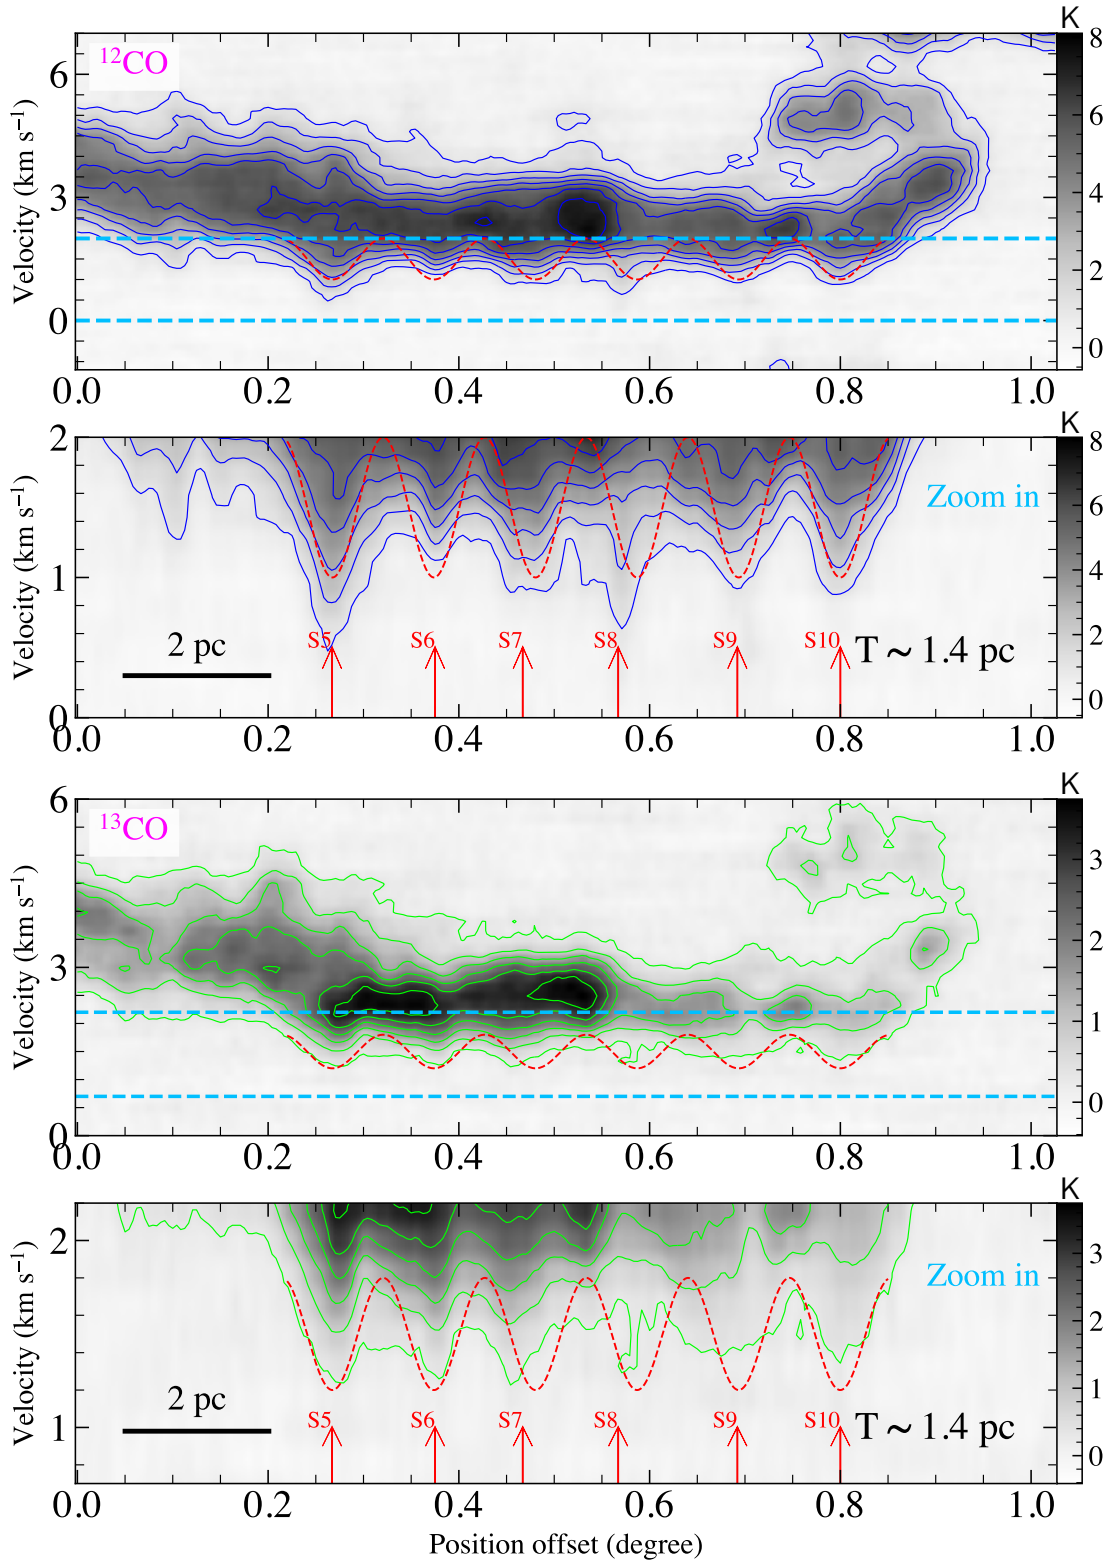 K
¹²CO
8
6
4
2
0
6
3
0
Velocity (km s⁻¹)
0.0 0.2 0.4 0.6 0.8 1.0
K
8
6
4
2
0
2
1
0
Velocity (km s⁻¹)
Zoom in
2 pc
S5 S6 S7 S8 S9 S10
T ~ 1.4 pc
0.0 0.2 0.4 0.6 0.8 1.0
K
¹³CO
3
2
1
0
6
3
0
Velocity (km s⁻¹)
0.0 0.2 0.4 0.6 0.8 1.0
K
3
2
1
0
2
1
Velocity (km s⁻¹)
Zoom in
2 pc
S5 S6 S7 S8 S9 S10
T ~ 1.4 pc
0.0 0.2 0.4 0.6 0.8 1.0
Position offset (degree)